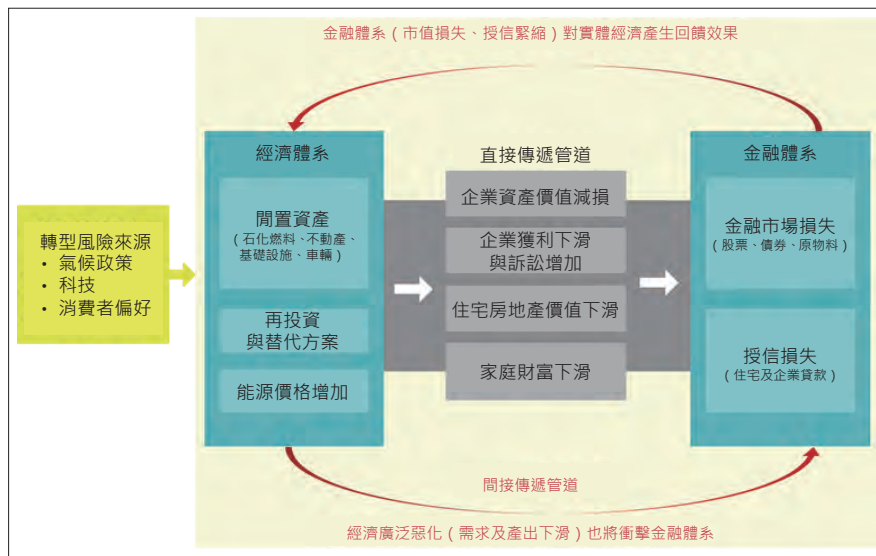 金融體系（市值損失、授信緊縮）對實體經濟產生回饋效果
轉型風險來源
• 氣候政策
• 科技
• 消費者偏好
經濟體系
閒置資產
（石化燃料、不動產、
基礎設施、車輛）
再投資
與替代方案
能源價格增加
直接傳遞管道
企業資產價值減損
企業獲利下滑
與訴訟增加
住宅房地產價值下滑
家庭財富下滑
金融體系
金融市場損失
（股票、債券、原物料）
授信損失
（住宅及企業貸款）
間接傳遞管道
經濟廣泛惡化（需求及產出下滑）也將衝擊金融體系